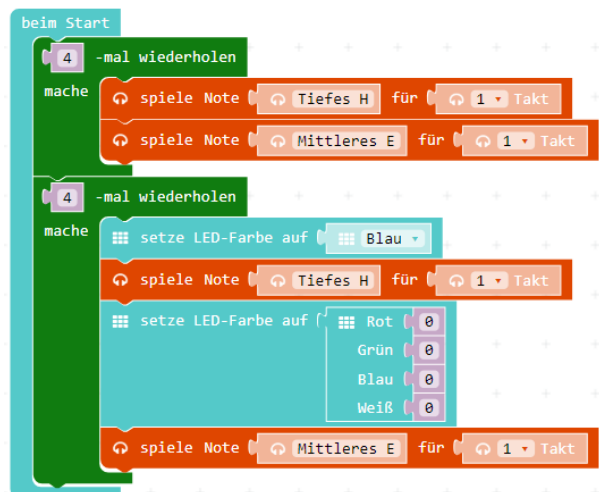 beim Start
4 -mal wiederholen
mache
spiele Note Tiefes H für 1 Takt
spiele Note Mittleres E für 1 Takt
4 -mal wiederholen
mache
setze LED-Farbe auf Blau
spiele Note Tiefes H für 1 Takt
setze LED-Farbe auf Rot 0
Grün 0
Blau 0
Weiß 0
spiele Note Mittleres E für 1 Takt